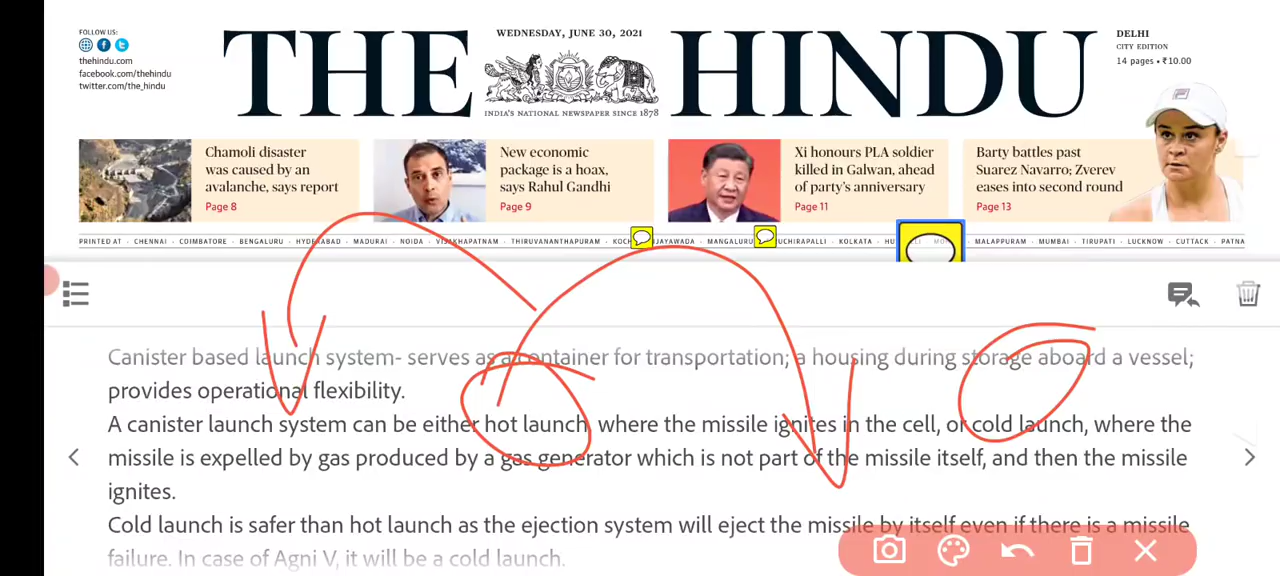 FOLLOW US:
thehindu.com
facebook.com/thehindu
twitter.com/the_hindu
THE HINDU
WEDNESDAY, JUNE 30, 2021
INDIA'S NATIONAL NEWSPAPER SINCE 1878
DELHI
CITY EDITION
14 pages • ₹10.00
Chamoli disaster
was caused by an
avalanche, says report
Page 8
New economic
package is a hoax,
says Rahul Gandhi
Page 9
Xi honours PLA soldier
killed in Galwan, ahead
of party's anniversary
Page 11
Barty battles past
Suarez Navarro; Zverev
eases into second round
Page 13
PRINTED AT • CHENNAI • COIMBATORE • BENGALURU • HYDERABAD • MADURAI • NOIDA • VISAKHAPATNAM • THIRUVANANTHAPURAM • KOCH JAYAWADA • MANGALURU UCHIRAPALLI • KOLKATA • HU MALAPPURAM • MUMBAI • TIRUPATI • LUCKNOW • CUTTACK • PATNA
Canister based launch system- serves as a container for transportation; a housing during storage aboard a vessel;
provides operational flexibility.
A canister launch system can be either hot launch, where the missile ignites in the cell, or cold launch, where the
missile is expelled by gas produced by a gas generator which is not part of the missile itself, and then the missile
ignites.
Cold launch is safer than hot launch as the ejection system will eject the missile by itself even if there is a missile
failure. In case of Agni V, it will be a cold launch.